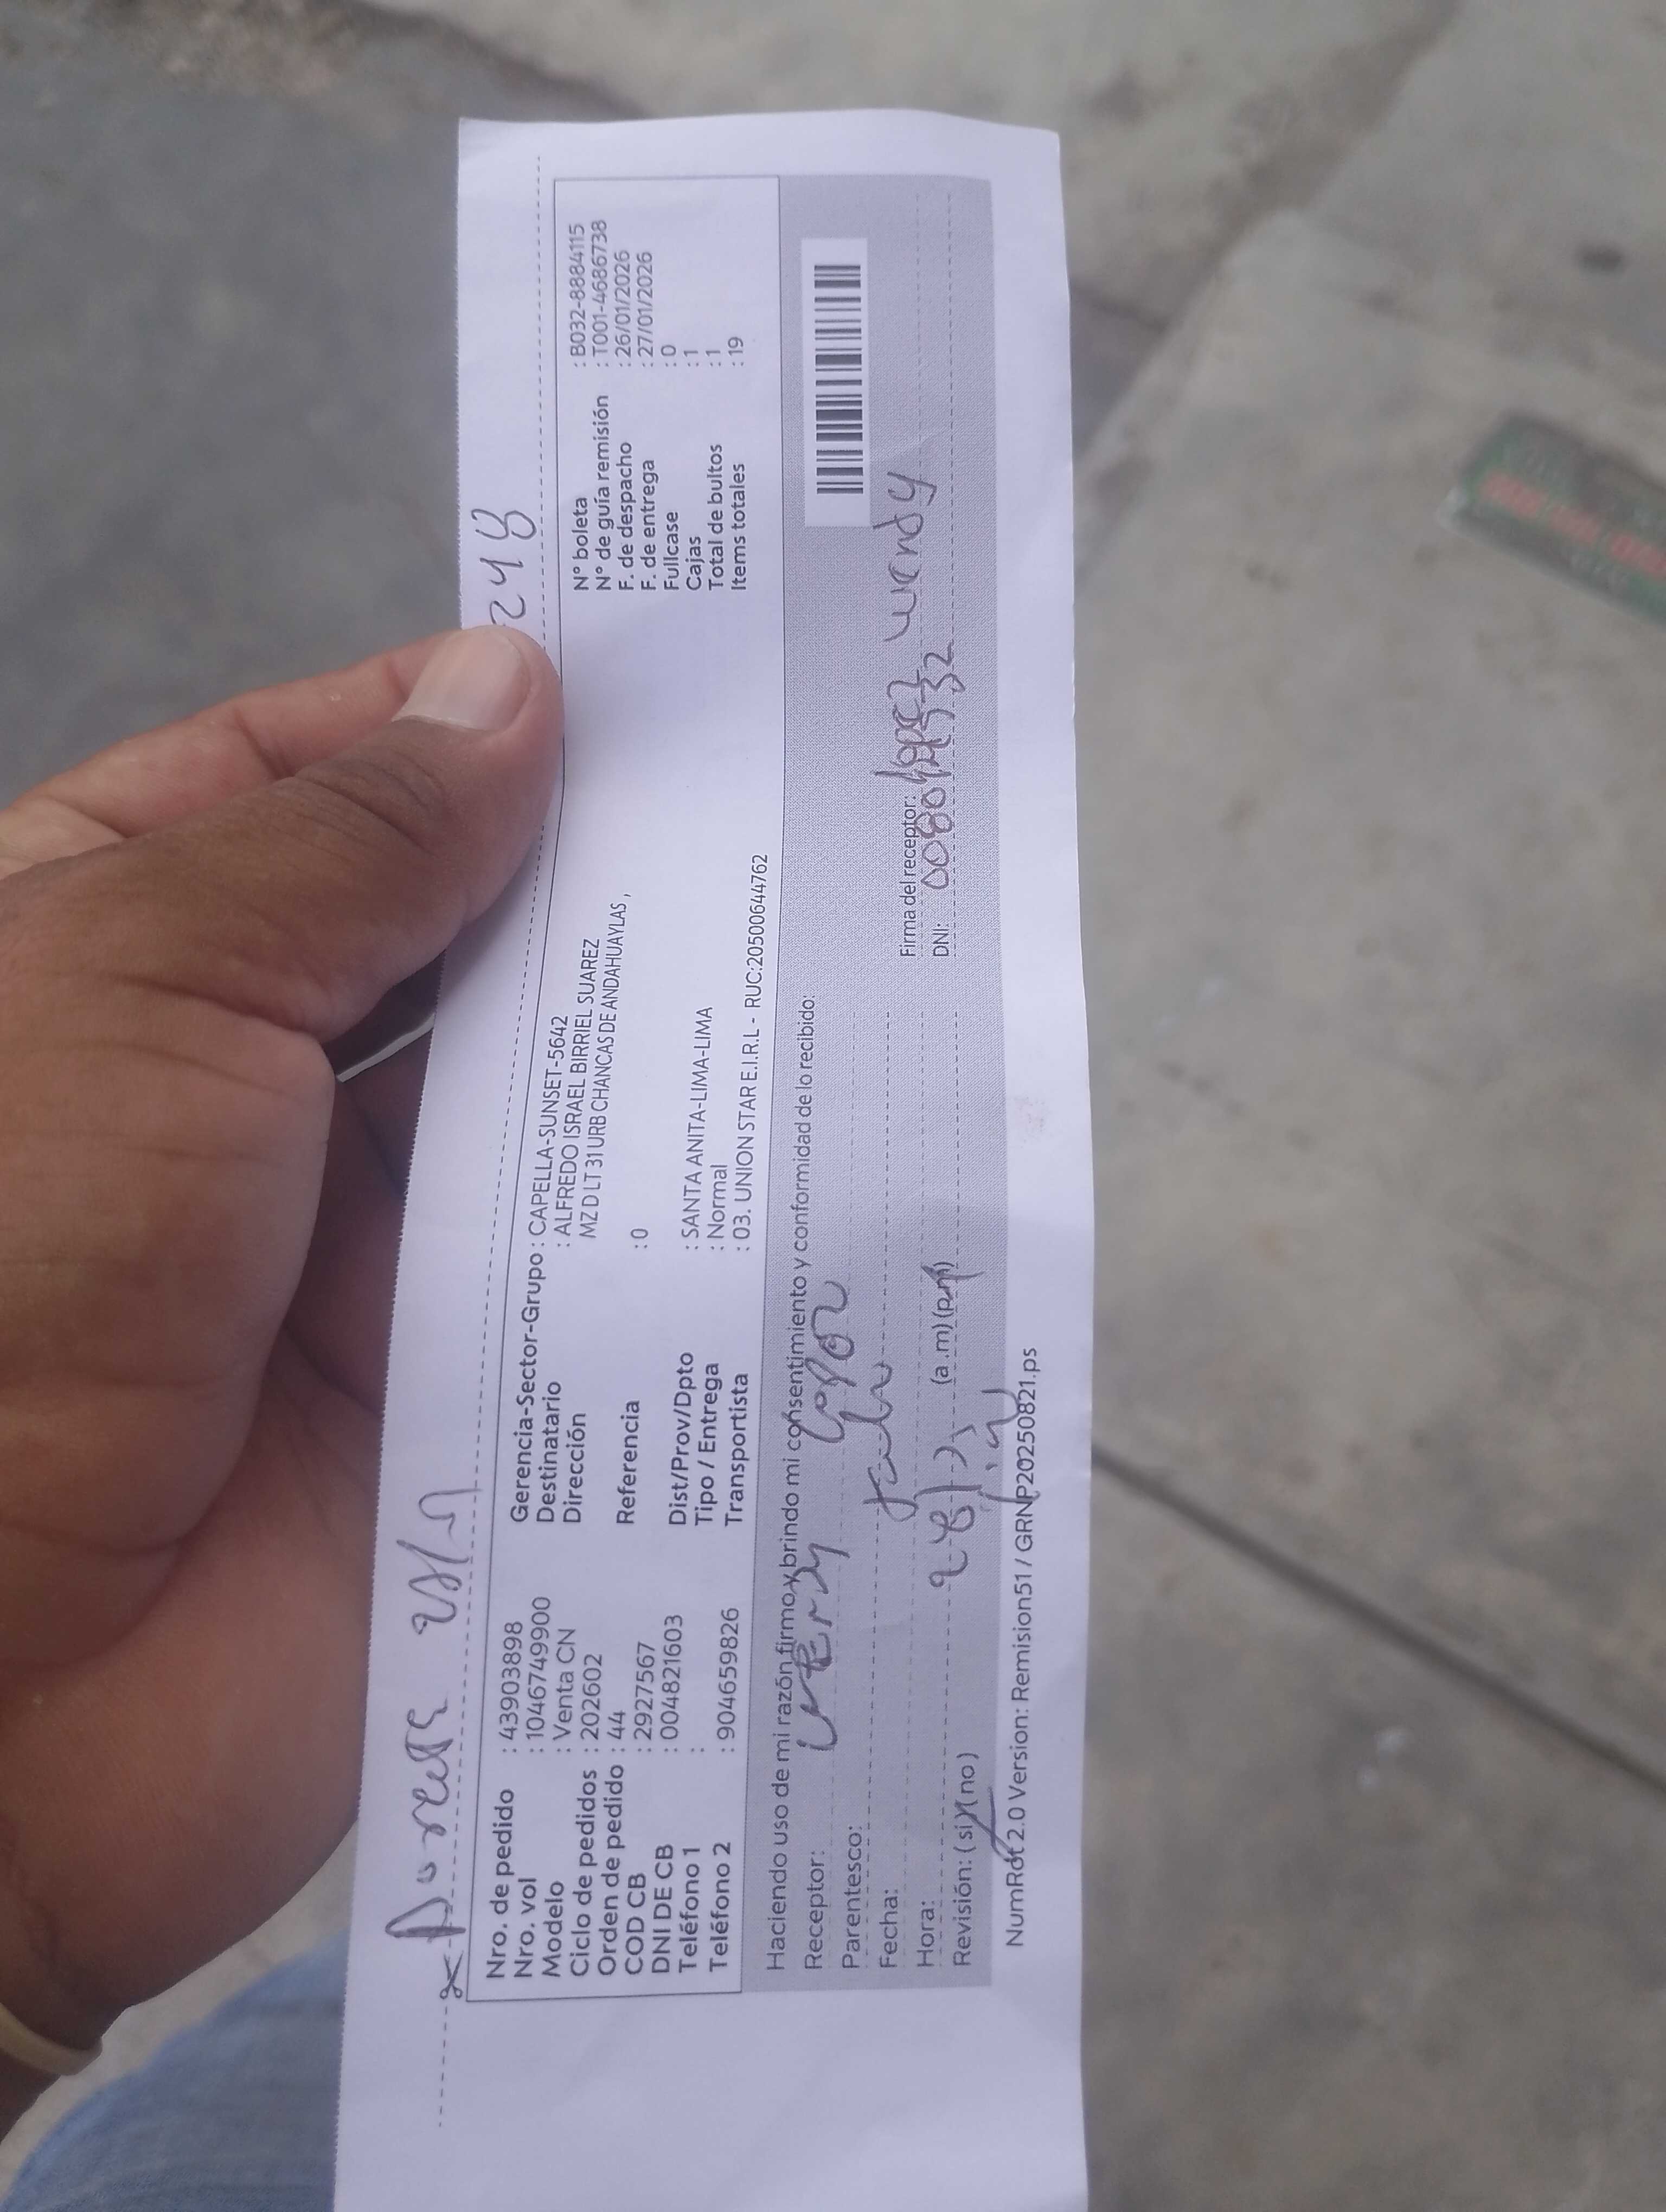 248
Nro. de pedido : 43903898
Nro. vol : 10467499900
Modelo : Venta CN
Ciclo de pedidos : 202602
Orden de pedido : 44
COD CB : 2927567
DNI DE CB : 004821603
Teléfono 1 :
Teléfono 2 : 904659826
Gerencia-Sector-Grupo : CAPELLA-SUNSET-5642
Destinatario : ALFREDO ISRAEL BIRRIEL SUAREZ
Dirección MZ D LT 31 URB CHANCAS DE ANDAHUAYLAS ,
Referencia : 0
Dist/Prov/Dpto : SANTA ANITA-LIMA-LIMA
Tipo / Entrega : Normal
Transportista : 03. UNION STAR E.I.R.L - RUC:20500644762
N° boleta : B032-8884115
N° de guía remisión : T001-4686738
F. de despacho : 26/01/2026
F. de entrega : 27/01/2026
Fullcase : 0
Cajas : 1
Total de bultos : 1
Items totales : 19
Haciendo uso de mi razón firmo y brindo mi consentimiento y conformidad de lo recibido:
Receptor:
Parentesco:
Fecha:
Hora: (a .m) (p.m)
Revisión: (si) (no)
Firma del receptor: lopez wendy
DNI:
NumRot 2.0 Version: Remision51 / GRNP20250821.ps